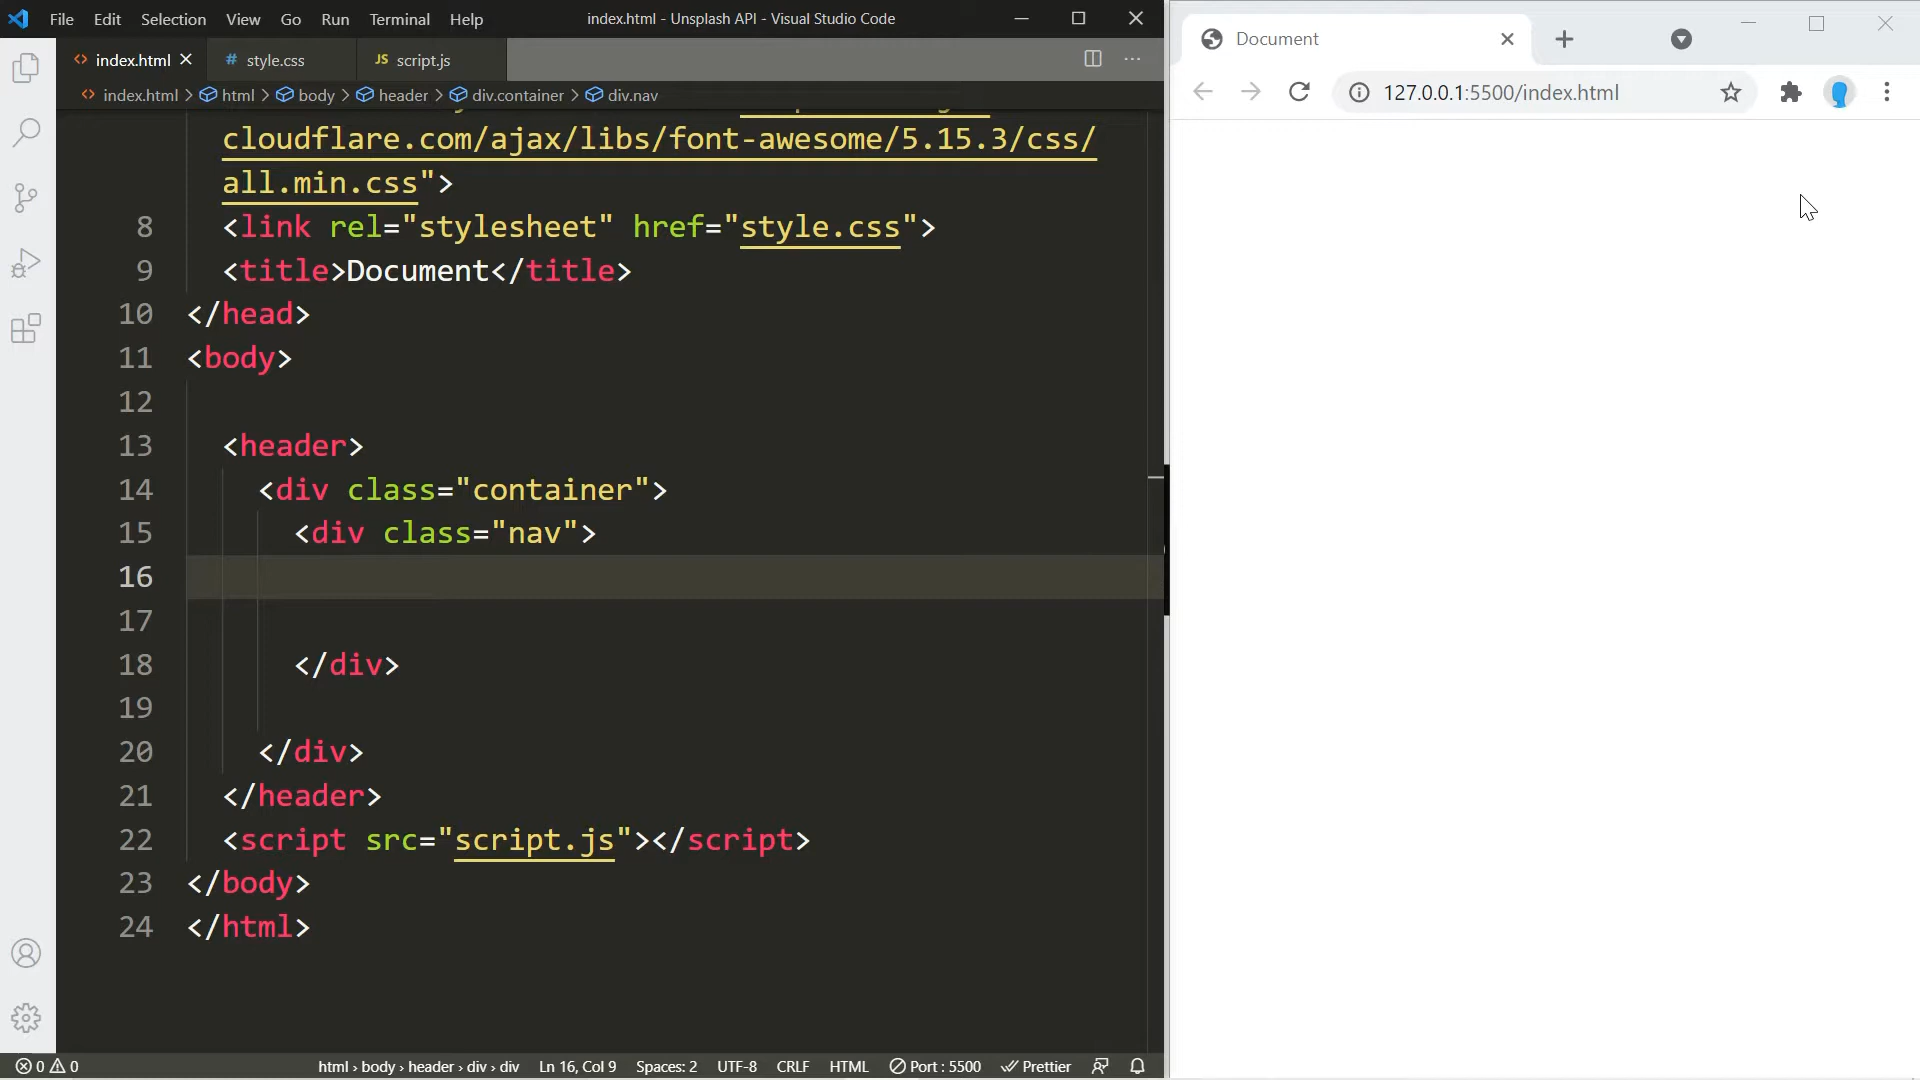 File Edit Selection View Go Run Terminal Help index.html - Unsplash API - Visual Studio Code
index.html style.css JS script.js
index.html > html > body > header > div.container > div.nav
cloudflare.com/ajax/libs/font-awesome/5.15.3/css/
all.min.css">
8 <link rel="stylesheet" href="style.css">
9 <title>Document</title>
10 </head>
11 <body>
12
13 <header>
14 <div class="container">
15 <div class="nav">
16
17
18 </div>
19
20 </div>
21 </header>
22 <script src="script.js"></script>
23 </body>
24 </html>
0 0 html › body › header › div › div Ln 16, Col 9 Spaces: 2 UTF-8 CRLF HTML Port : 5500 Prettier
Document
127.0.0.1:5500/index.html